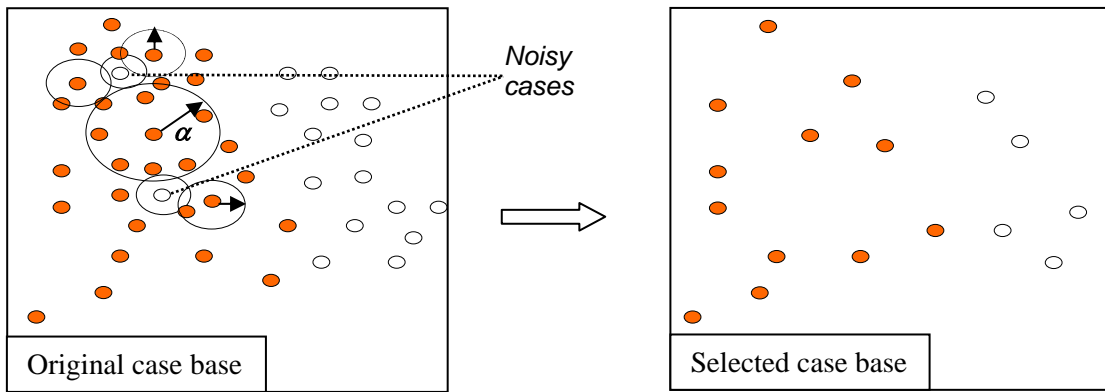 Noisy
cases
α
Original case base
Selected case base